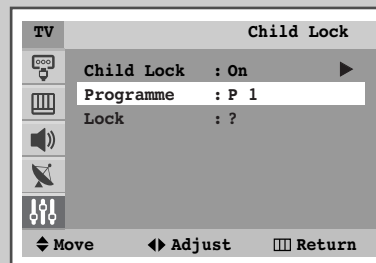 TV Child Lock
Child Lock : On
Programme : P 1
Lock : ?
Move Adjust Return